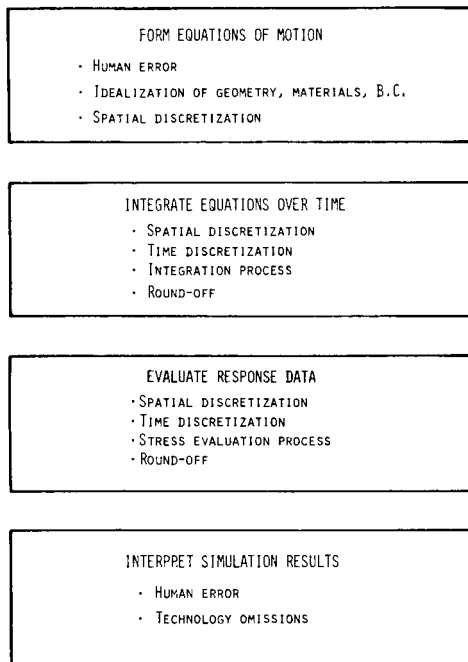 FORM EQUATIONS OF MOTION
· HUMAN ERROR
· IDEALIZATION OF GEOMETRY, MATERIALS, B.C.
· SPATIAL DISCRETIZATION
INTEGRATE EQUATIONS OVER TIME
· SPATIAL DISCRETIZATION
· TIME DISCRETIZATION
· INTEGRATION PROCESS
· ROUND-OFF
EVALUATE RESPONSE DATA
· SPATIAL DISCRETIZATION
· TIME DISCRETIZATION
· STRESS EVALUATION PROCESS
· ROUND-OFF
INTERPRET SIMULATION RESULTS
· HUMAN ERROR
· TECHNOLOGY OMISSIONS